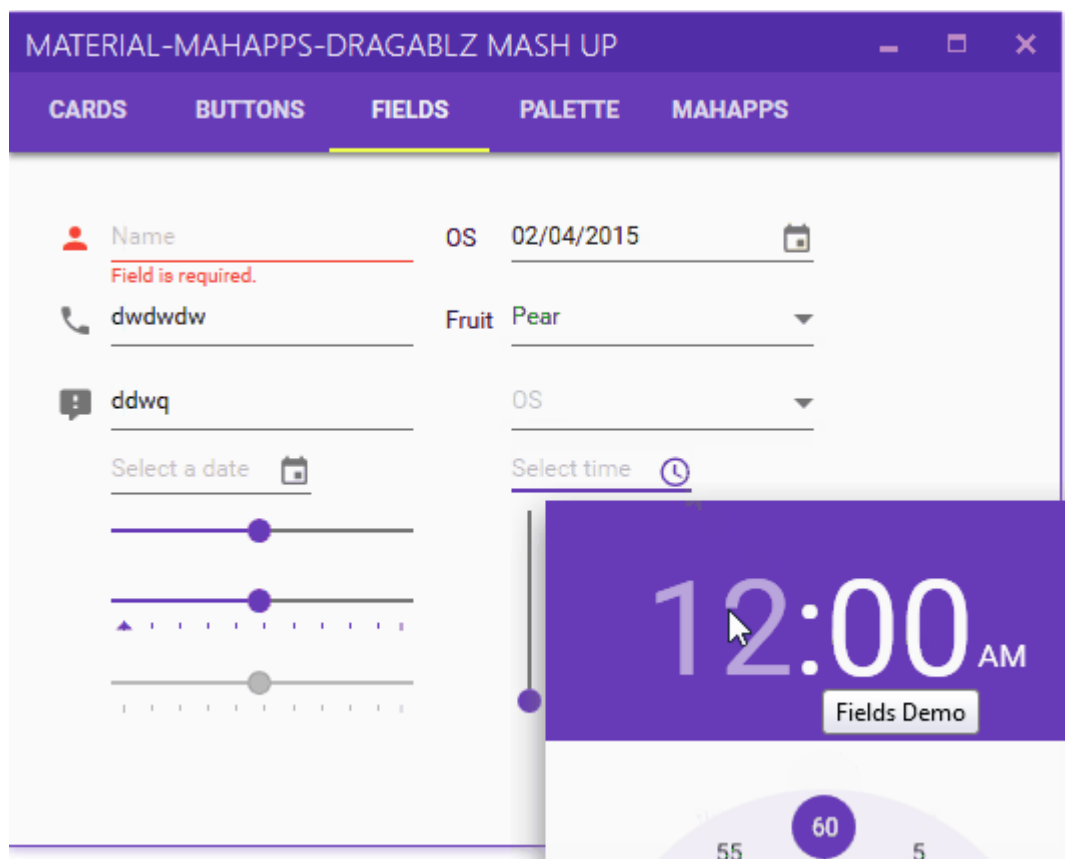 MATERIAL-MAHAPPS-DRAGABLZ MASH UP
CARDS BUTTONS FIELDS PALETTE MAHAPPS
Name OS 02/04/2015
Field is required.
dwdwdw Fruit Pear
ddwq OS
Select a date Select time
12:00 AM
Fields Demo
60
55 5